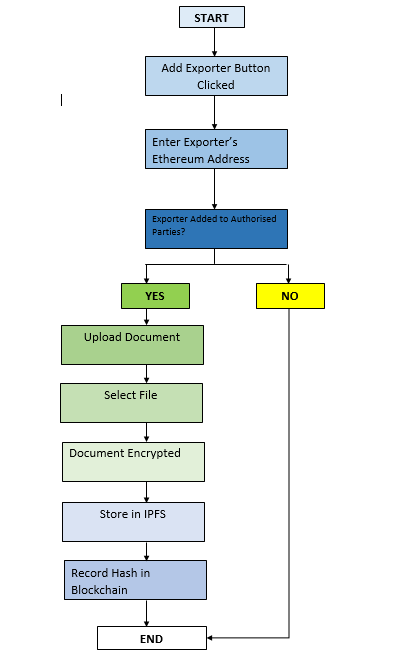 START
Add Exporter Button
Clicked
Enter Exporter's
Ethereum Address
Exporter Added to Authorised
Parties?
YES
NO
Upload Document
Select File
Document Encrypted
Store in IPFS
Record Hash in
Blockchain
END